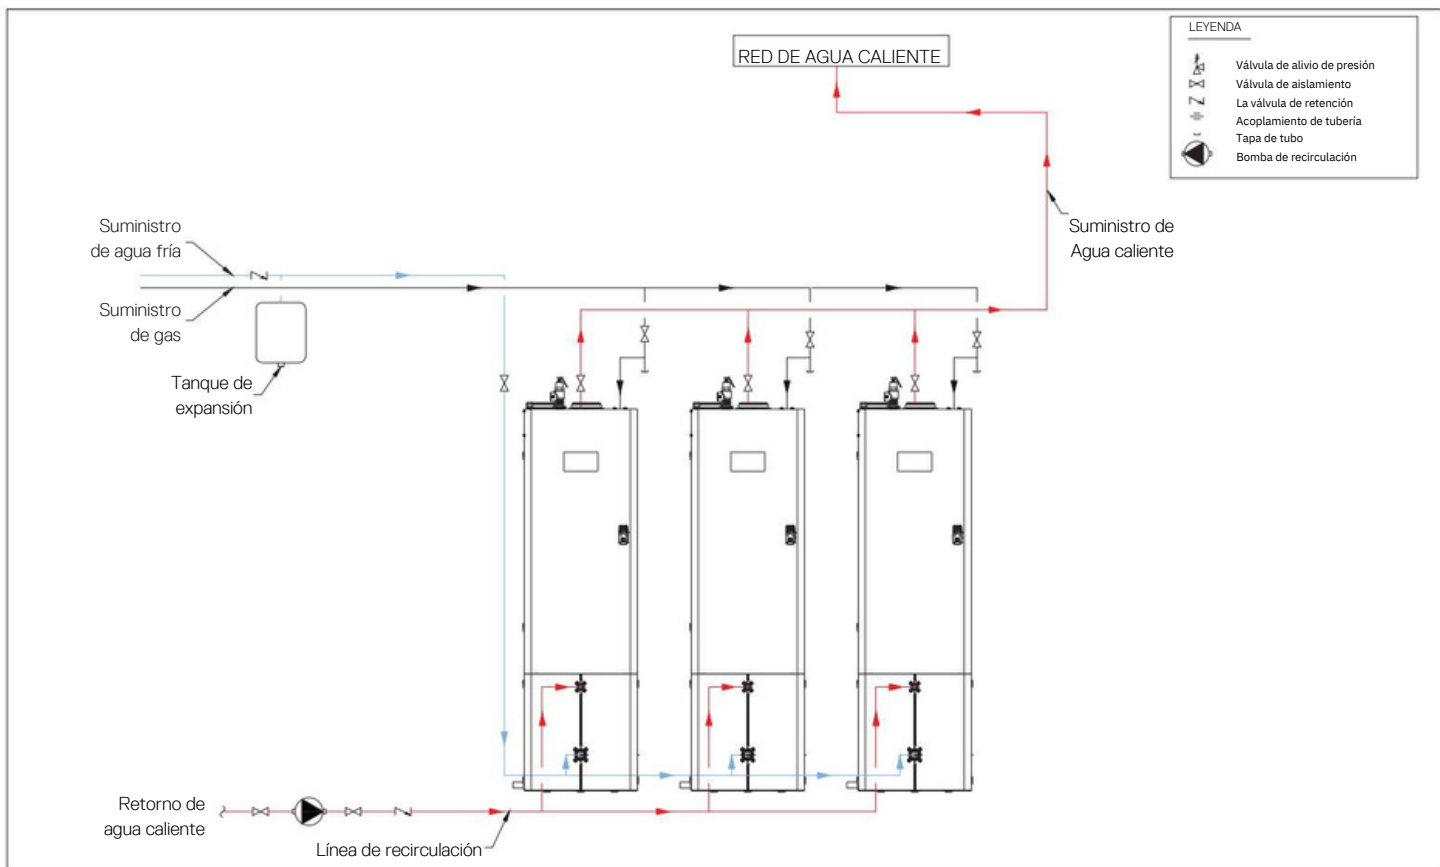 RED DE AGUA CALIENTE
LEYENDA
Válvula de alivio de presión
Válvula de aislamiento
La válvula de retención
Acoplamiento de tubería
Tapa de tubo
Bomba de recirculación
Suministro
de agua fría
Suministro de
Agua caliente
Suministro
de gas
Tanque de
expansión
Retorno de
agua caliente
Línea de recirculación